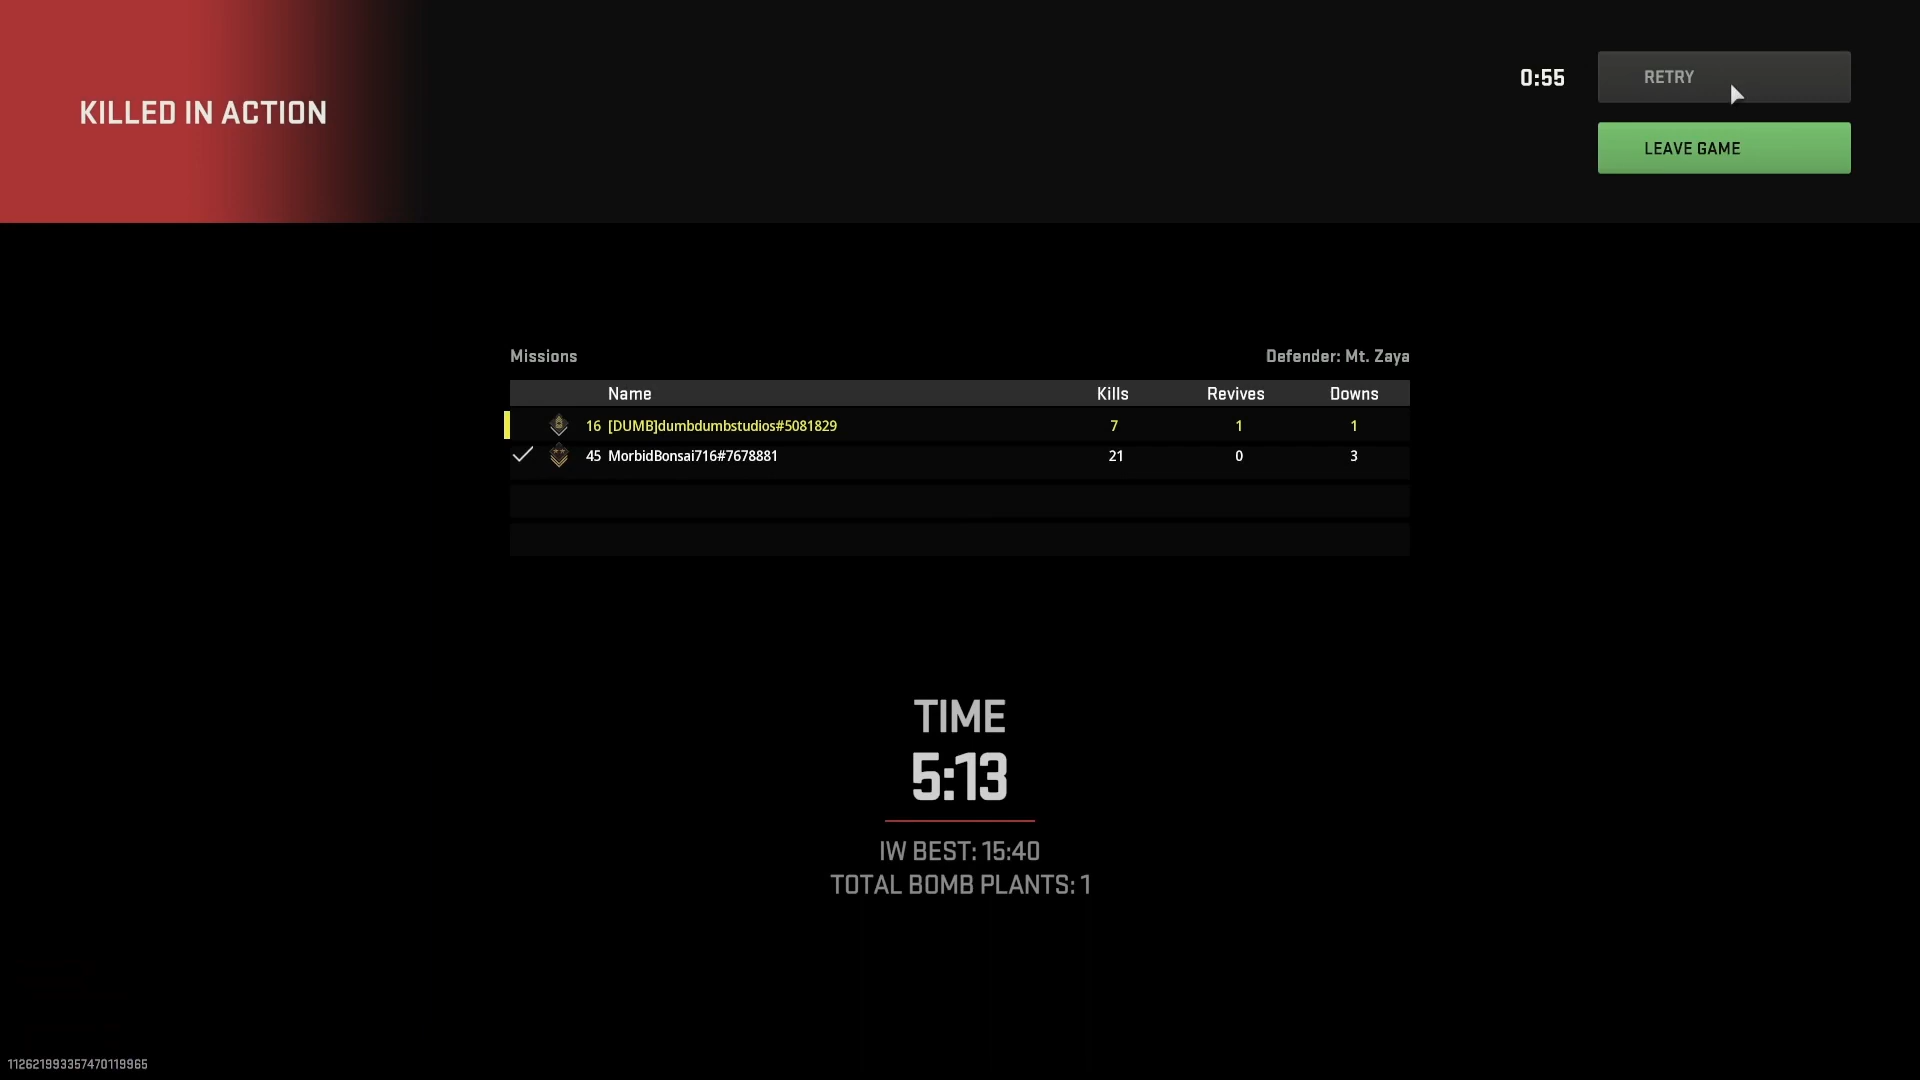 KILLED IN ACTION
0:55 RETRY
LEAVE GAME
Missions Defender: Mt. Zaya
Name Kills Revives Downs
16 [DUMB]dumbdumbstudios#5081829 7 1 1
45 MorbidBonsai716#7678881 21 0 3
TIME
5:13
IW BEST: 15:40
TOTAL BOMB PLANTS: 1
112621993357470119965